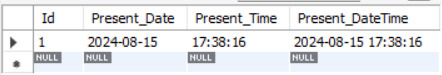 Id Present_Date Present_Time Present_DateTime
1 2024-08-15 17:38:16 2024-08-15 17:38:16
NULL NULL NULL NULL